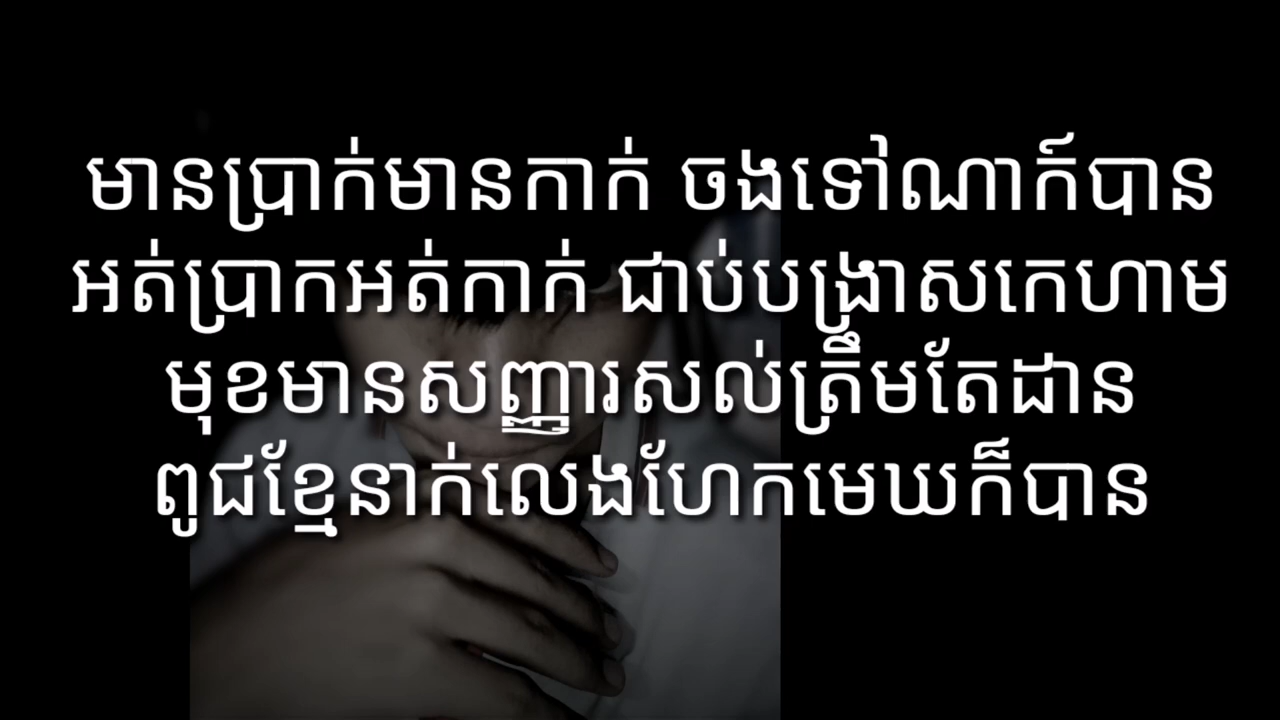 មានប្រាក់មានកាក់ ចងទៅណាក៍បាន
អត់ប្រាកអត់កាក់ ជាប់បង្រ្គាសកេហាម
មុខមានសញ្ញារសល់ត្រឹមតែដាន
ពូជខ្មែនាក់លេងហែកមេឃក៏បាន